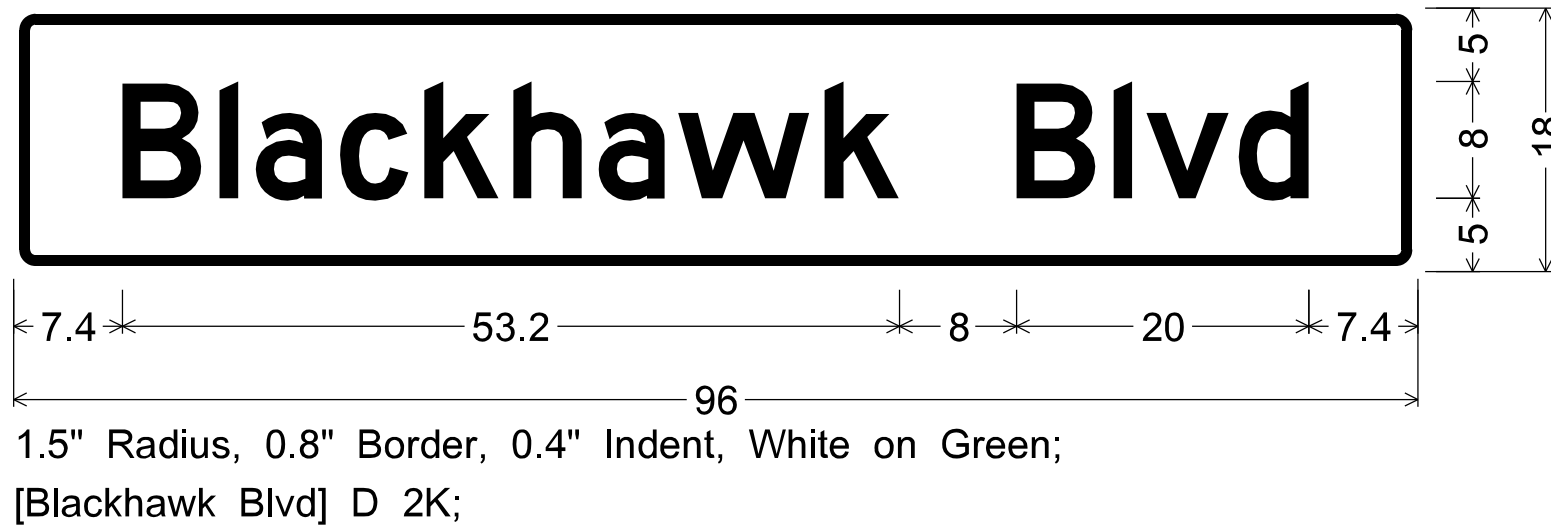 Blackhawk Blvd
5
8
18
5
7.4 53.2 8 20 7.4
96
1.5" Radius, 0.8" Border, 0.4" Indent, White on Green;
[Blackhawk Blvd] D 2K;